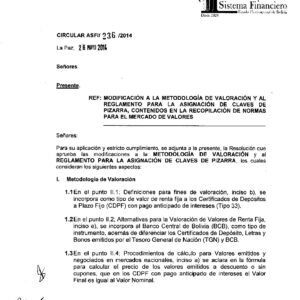 Sistema Financiero
CIRCULAR ASFI/ 236 /2014
La Paz, 26 MAYO 2014
Señores
Presente.
REF: MODIFICACIÓN A LA METODOLOGÍA DE VALORACIÓN Y AL
REGLAMENTO PARA LA ASIGNACIÓN DE CLAVES DE
PIZARRA, CONTENIDOS EN LA RECOPILACIÓN DE NORMAS
PARA EL MERCADO DE VALORES
Señores:
Para su aplicación y estricto cumplimiento, se adjunta a la presente, la Resolución que
aprueba las modificaciones a la METODOLOGÍA DE VALORACIÓN y al
REGLAMENTO PARA LA ASIGNACIÓN DE CLAVES DE PIZARRA, los cuales
consideran los siguientes aspectos:
I. Metodología de Valoración
1.1 En el punto II.1; Definiciones para fines de valoración, inciso b), se
incorpora como tipo de valor de renta fija a los Certificados de Depósitos
a Plazo Fijo (CDPF) con pago anticipado de intereses (Tipo 33).
1.2 En el punto II.2; Alternativas para la Valoración de Valores de Renta Fija,
inciso e), se incorporar al Banco Central de Bolivia (BCB), como tipo de
instrumento, además de diferenciar los Certificados de Depósito, Letras y
Bonos emitidos por el Tesoro General de Nación (TGN) y BCB.
1.3 En el punto II.4; Procedimientos de cálculo para Valores emitidos y
negociados en mercados nacionales, inciso a) se aclara en la fórmula
para calcular el precio de los valores emitidos a descuento o sin
cupones, que en los CDPF con pago anticipado de intereses el Valor
Final es igual al Valor Nominal.